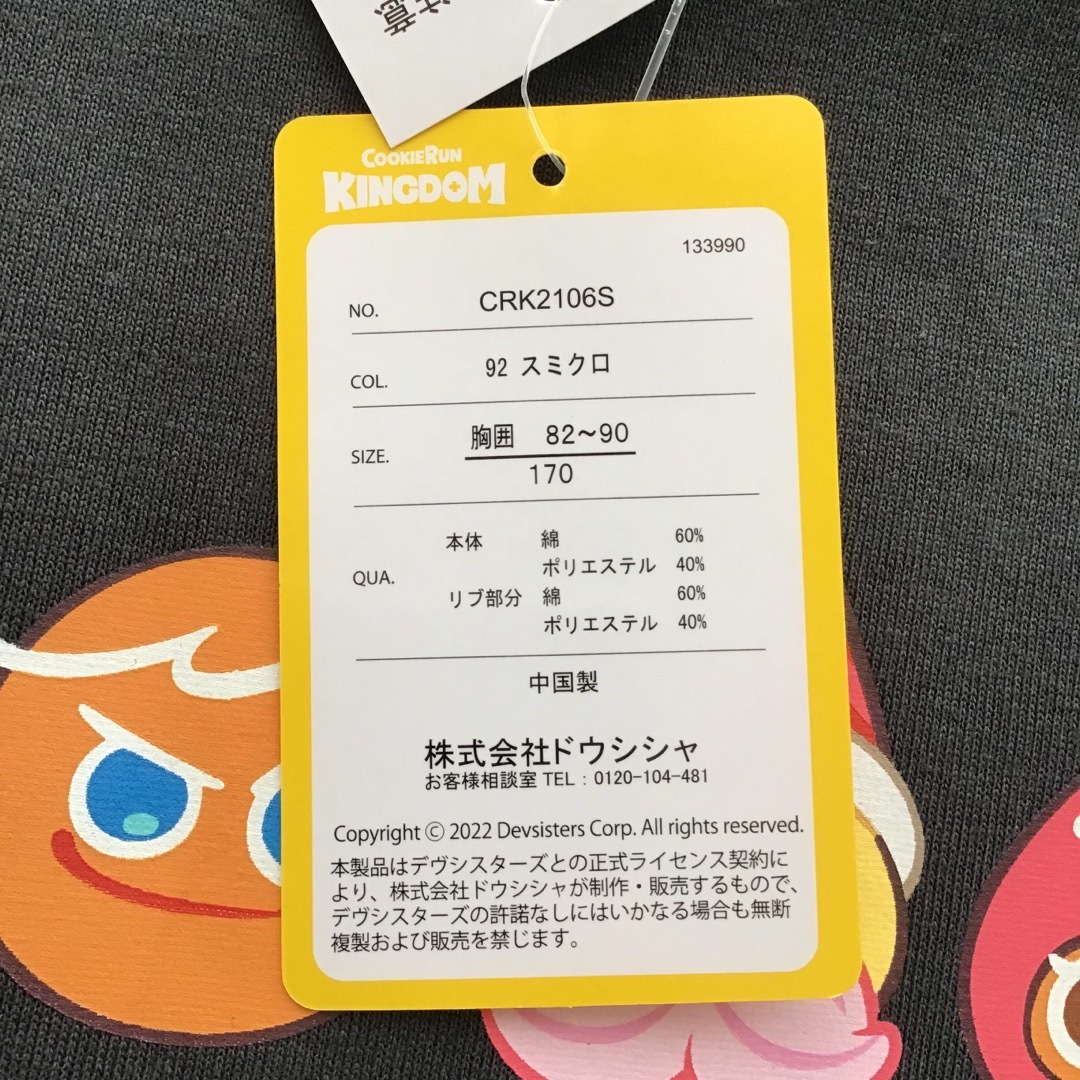 注意
COOKIERUN
KINGDOM
133990
NO. CRK2106S
COL. 92 スミクロ
SIZE. 胸囲 82~90
170
QUA. 本体 綿 60%
ポリエステル 40%
リブ部分 綿 60%
ポリエステル 40%
中国製
株式会社ドウシシャ
お客様相談室 TEL:0120-104-481
Copyright © 2022 Devsisters Corp. All rights reserved.
本製品はデヴシスターズとの正式ライセンス契約に
より、株式会社ドウシシャが制作・販売するもので、
デヴシスターズの許諾なしにはいかなる場合も無断
複製および販売を禁じます。